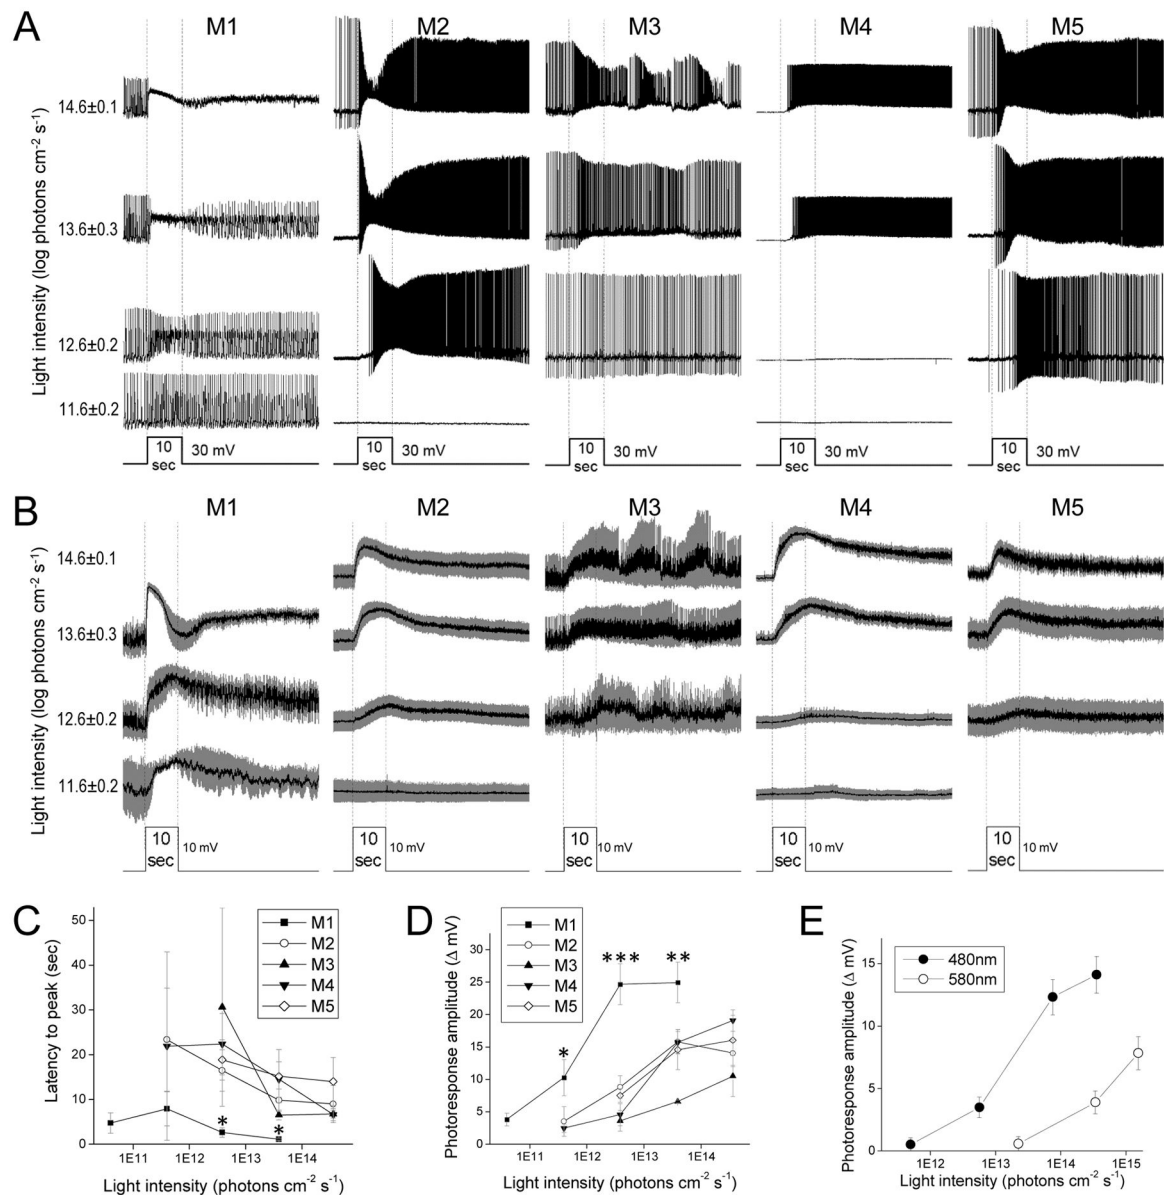 A
M1 M2 M3 M4 M5
Light intensity (log photons cm-2 s-1)
14.6±0.1
13.6±0.3
12.6±0.2
11.6±0.2
10 sec 30 mV 10 sec 30 mV 10 sec 30 mV 10 sec 30 mV 10 sec 30 mV
B
M1 M2 M3 M4 M5
Light intensity (log photons cm-2 s-1)
14.6±0.1
13.6±0.3
12.6±0.2
11.6±0.2
10 sec 10 mV 10 sec 10 mV 10 sec 10 mV 10 sec 10 mV 10 sec 10 mV
C
Latency to peak (sec)
50
40
30
20
10
0
M1
M2
M3
M4
M5
*
*
1E11 1E12 1E13 1E14
Light intensity (photons cm-2 s-1)
D
Photoresponse amplitude (Δ mV)
30
25
20
15
10
5
0
M1
M2
M3
M4
M5
*** **
*
1E11 1E12 1E13 1E14
Light intensity (photons cm-2 s-1)
E
Photoresponse amplitude (Δ mV)
15
10
5
0
480nm
580nm
1E12 1E13 1E14 1E15
Light intensity (photons cm-2 s-1)